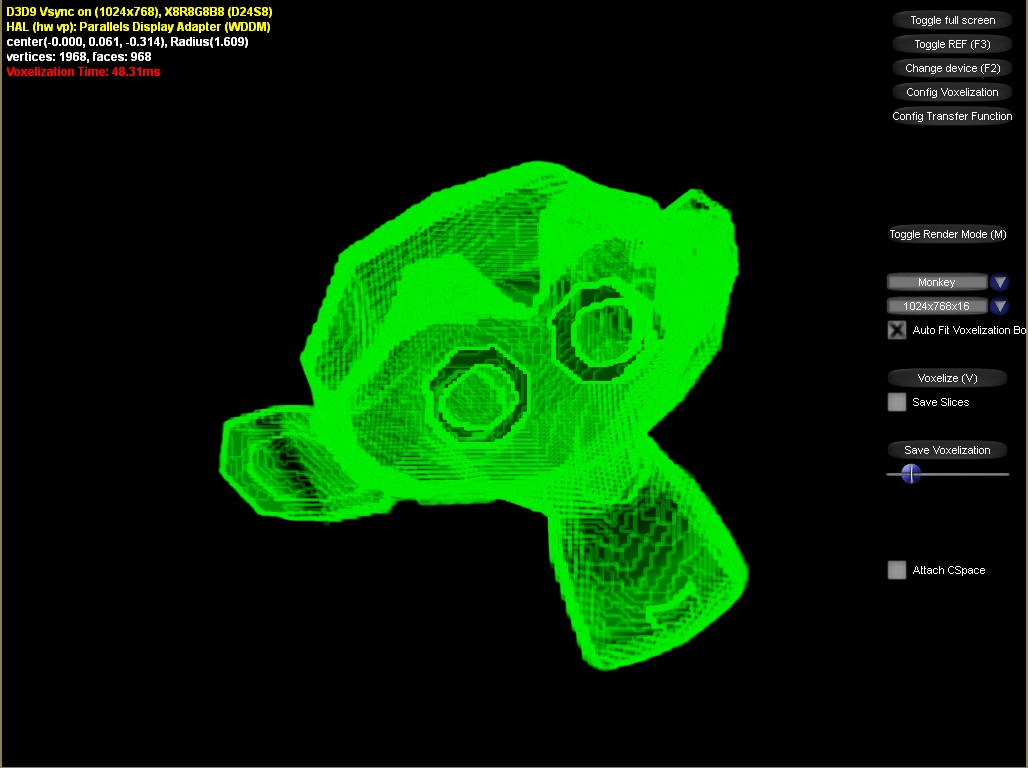 D3D9 Vsync on (1024x768), X8R8G8B8 (D24S8)
HAL (hw vp): Parallels Display Adapter (WDDM)
center(-0.000, 0.061, -0.314), Radius(1.609)
vertices: 1968, faces: 968
Voxelization Time: 48.31ms
Toggle full screen
Toggle REF (F3)
Change device (F2)
Config Voxelization
Config Transfer Function
Toggle Render Mode (M)
Monkey
1024x768x16
Auto Fit Voxelization Bo
Voxelize (V)
Save Slices
Save Voxelization
Attach CSpace